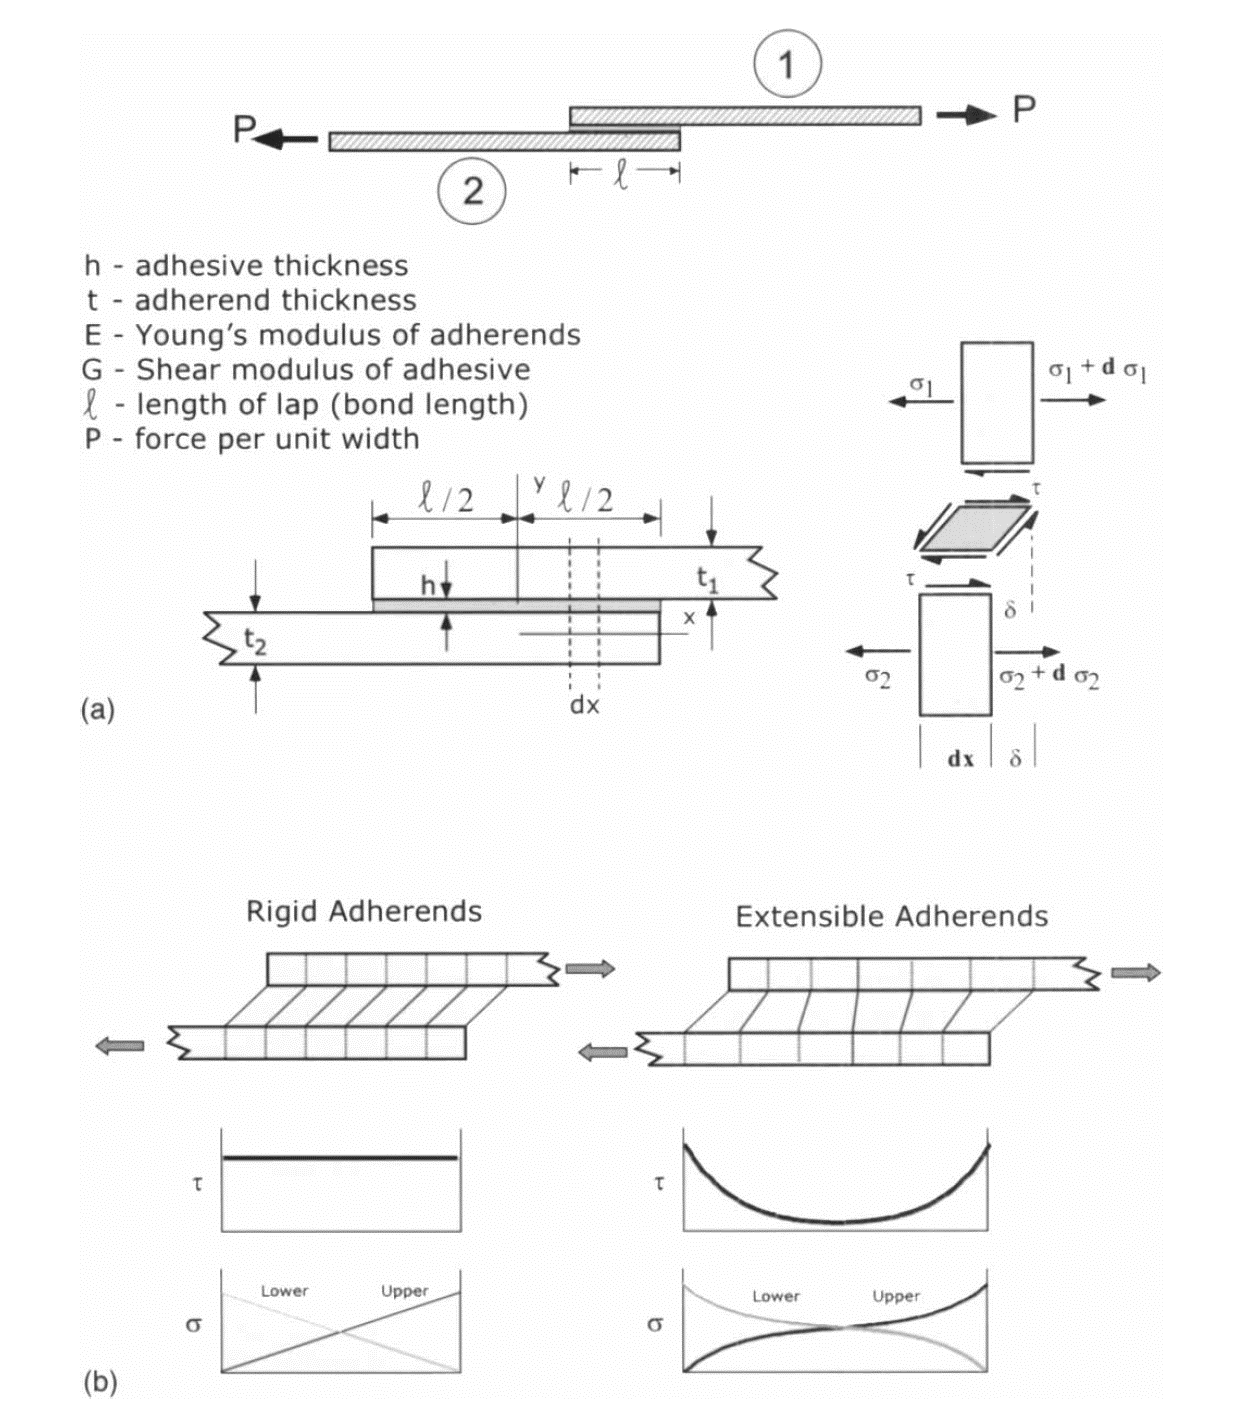 1
P
P
2
ℓ
h - adhesive thickness
t - adherend thickness
E - Young's modulus of adherends
G - Shear modulus of adhesive
ℓ - length of lap (bond length)
P - force per unit width
σ1
σ1 + d σ1
τ
τ
δ
σ2
σ2 + d σ2
dx
δ
ℓ/2
y
ℓ/2
h
t1
x
t2
dx
(a)
Rigid Adherends
Extensible Adherends
τ
τ
Lower
Upper
σ
Lower
Upper
σ
(b)